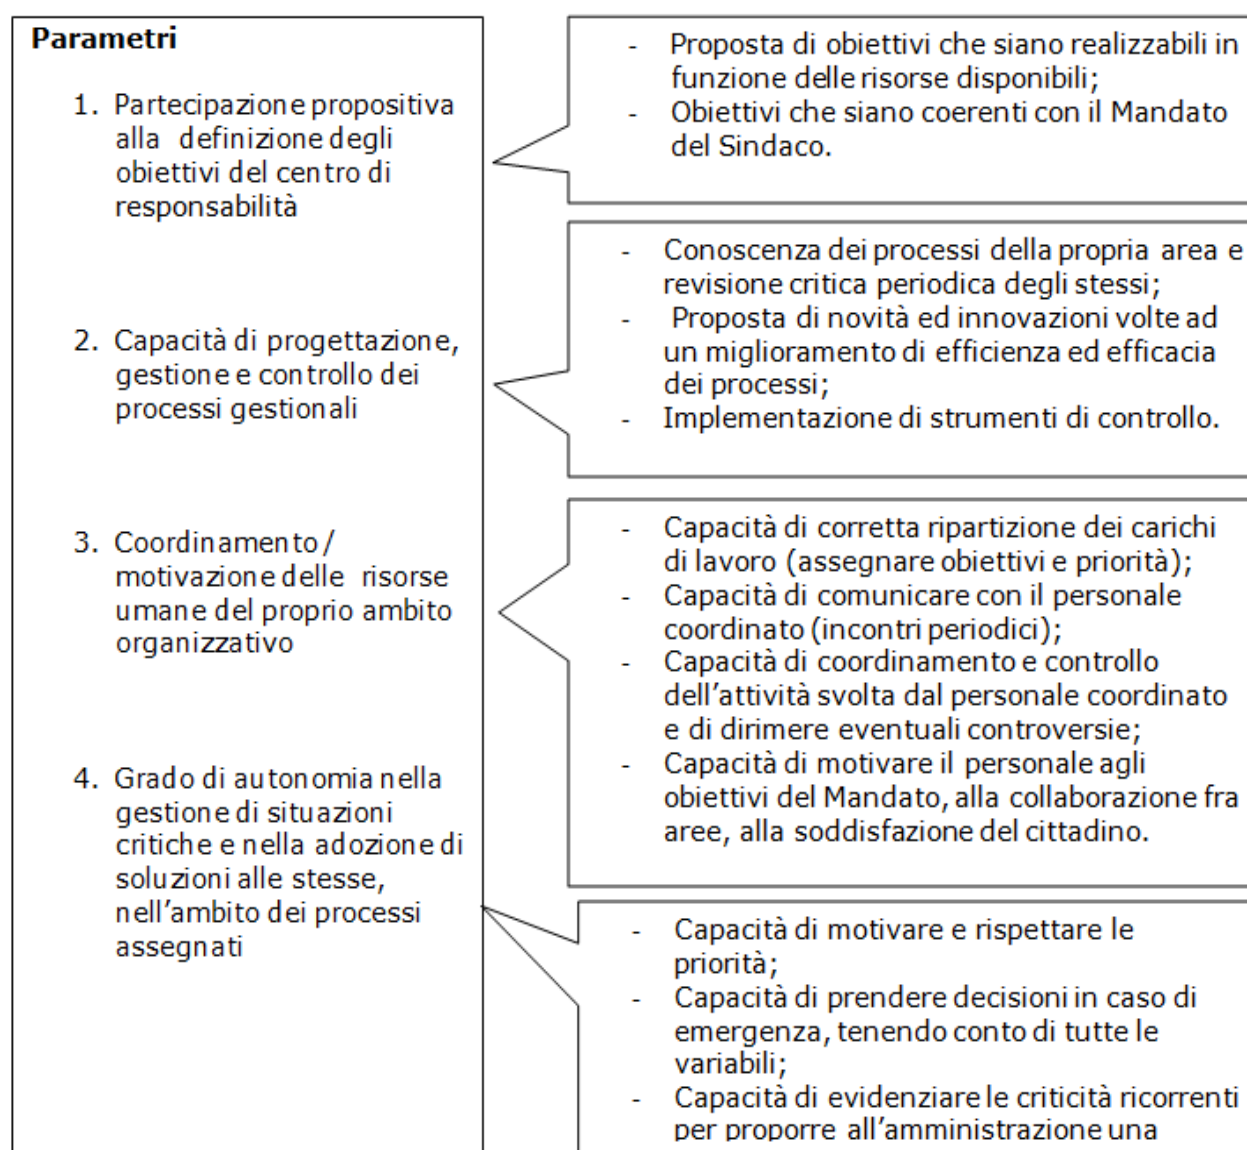 Parametri
1. Partecipazione propositiva
alla definizione degli
obiettivi del centro di
responsabilità
2. Capacità di progettazione,
gestione e controllo dei
processi gestionali
3. Coordinamento/
motivazione delle risorse
umane del proprio ambito
organizzativo
4. Grado di autonomia nella
gestione di situazioni
critiche e nella adozione di
soluzioni alle stesse,
nell'ambito dei processi
assegnati
- Proposta di obiettivi che siano realizzabili in
funzione delle risorse disponibili;
- Obiettivi che siano coerenti con il Mandato
del Sindaco.
- Conoscenza dei processi della propria area e
revisione critica periodica degli stessi;
- Proposta di novità ed innovazioni volte ad
un miglioramento di efficienza ed efficacia
dei processi;
- Implementazione di strumenti di controllo.
- Capacità di corretta ripartizione dei carichi
di lavoro (assegnare obiettivi e priorità);
- Capacità di comunicare con il personale
coordinato (incontri periodici);
- Capacità di coordinamento e controllo
dell'attività svolta dal personale coordinato
e di dirimere eventuali controversie;
- Capacità di motivare il personale agli
obiettivi del Mandato, alla collaborazione fra
aree, alla soddisfazione del cittadino.
- Capacità di motivare e rispettare le
priorità;
- Capacità di prendere decisioni in caso di
emergenza, tenendo conto di tutte le
variabili;
- Capacità di evidenziare le criticità ricorrenti
per proporre all'amministrazione una